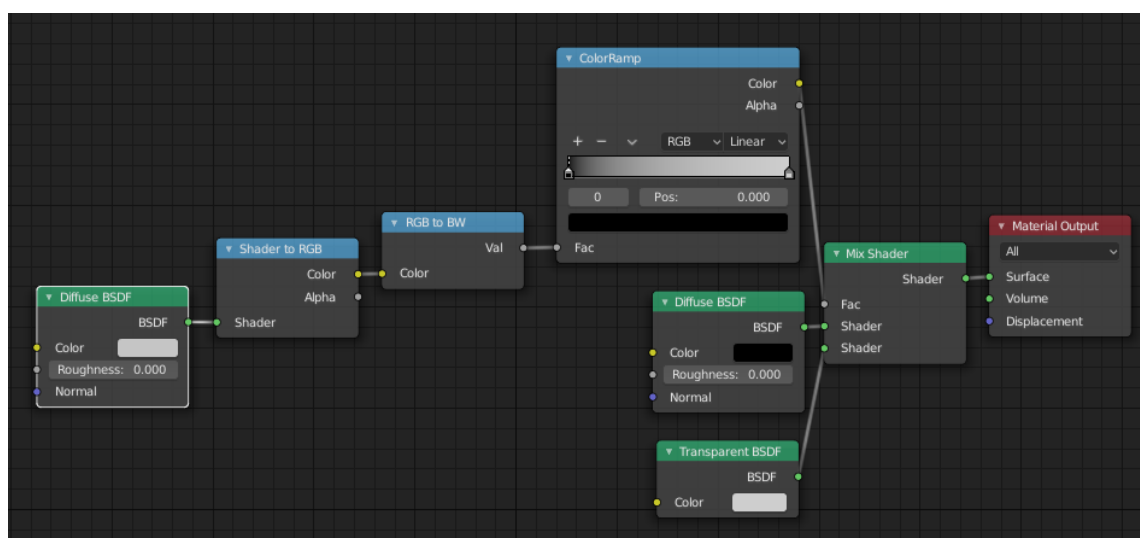 ColorRamp
Color
Alpha
RGB Linear
0 Pos: 0.000
Fac
RGB to BW
Val
Color
Shader to RGB
Color
Alpha
Shader
Diffuse BSDF
BSDF
Color
Roughness: 0.000
Normal
Diffuse BSDF
BSDF
Color
Roughness: 0.000
Normal
Transparent BSDF
BSDF
Color
Mix Shader
Shader
Fac
Shader
Shader
Material Output
All
Surface
Volume
Displacement